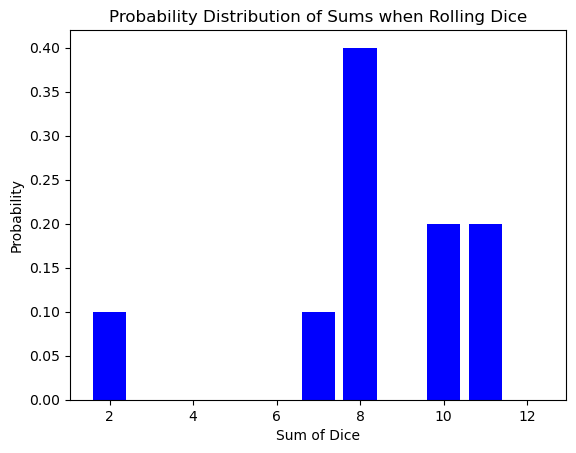 Probability Distribution of Sums when Rolling Dice
0.40
0.35
0.30
0.25
0.20
0.15
0.10
0.05
0.00
Probability
2 4 6 8 10 12
Sum of Dice